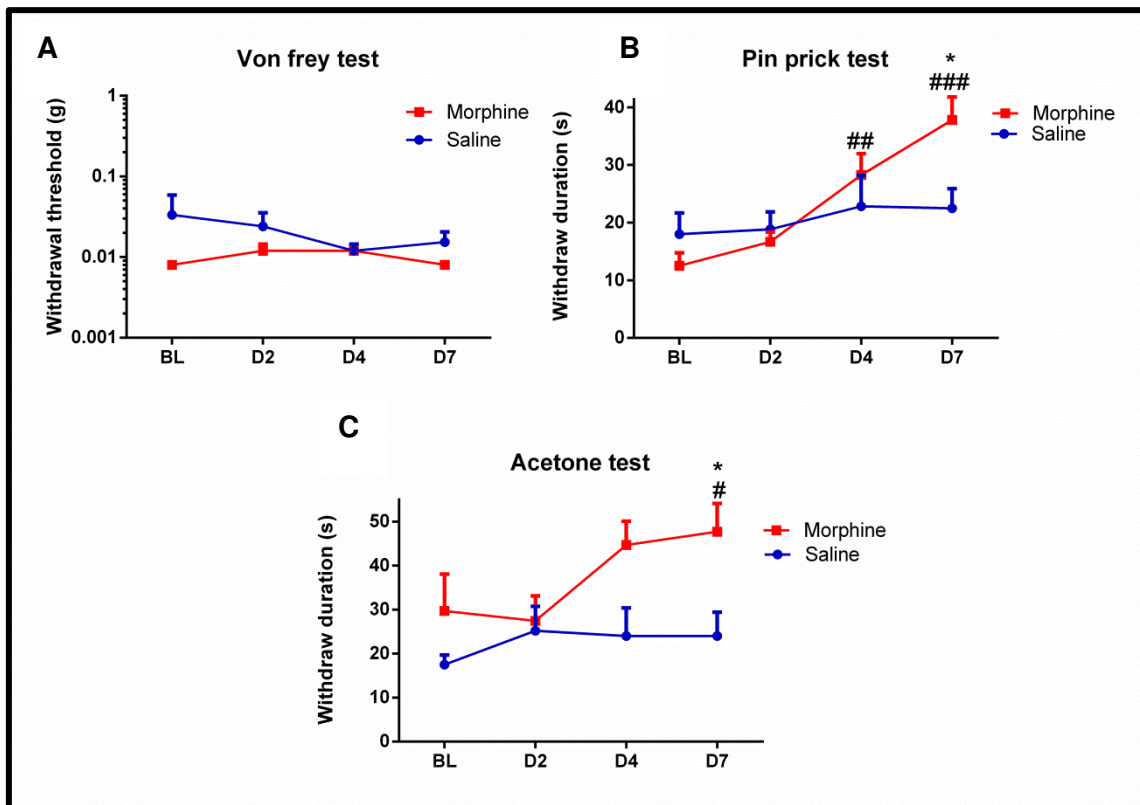 A
Von frey test
Withdrawal threshold (g)
1
0.1
0.01
0.001
BL D2 D4 D7
Morphine
Saline
B
Pin prick test
Withdraw duration (s)
40
30
20
10
0
BL D2 D4 D7
##
*
###
Morphine
Saline
C
Acetone test
Withdraw duration (s)
50
40
30
20
10
0
BL D2 D4 D7
*
#
Morphine
Saline